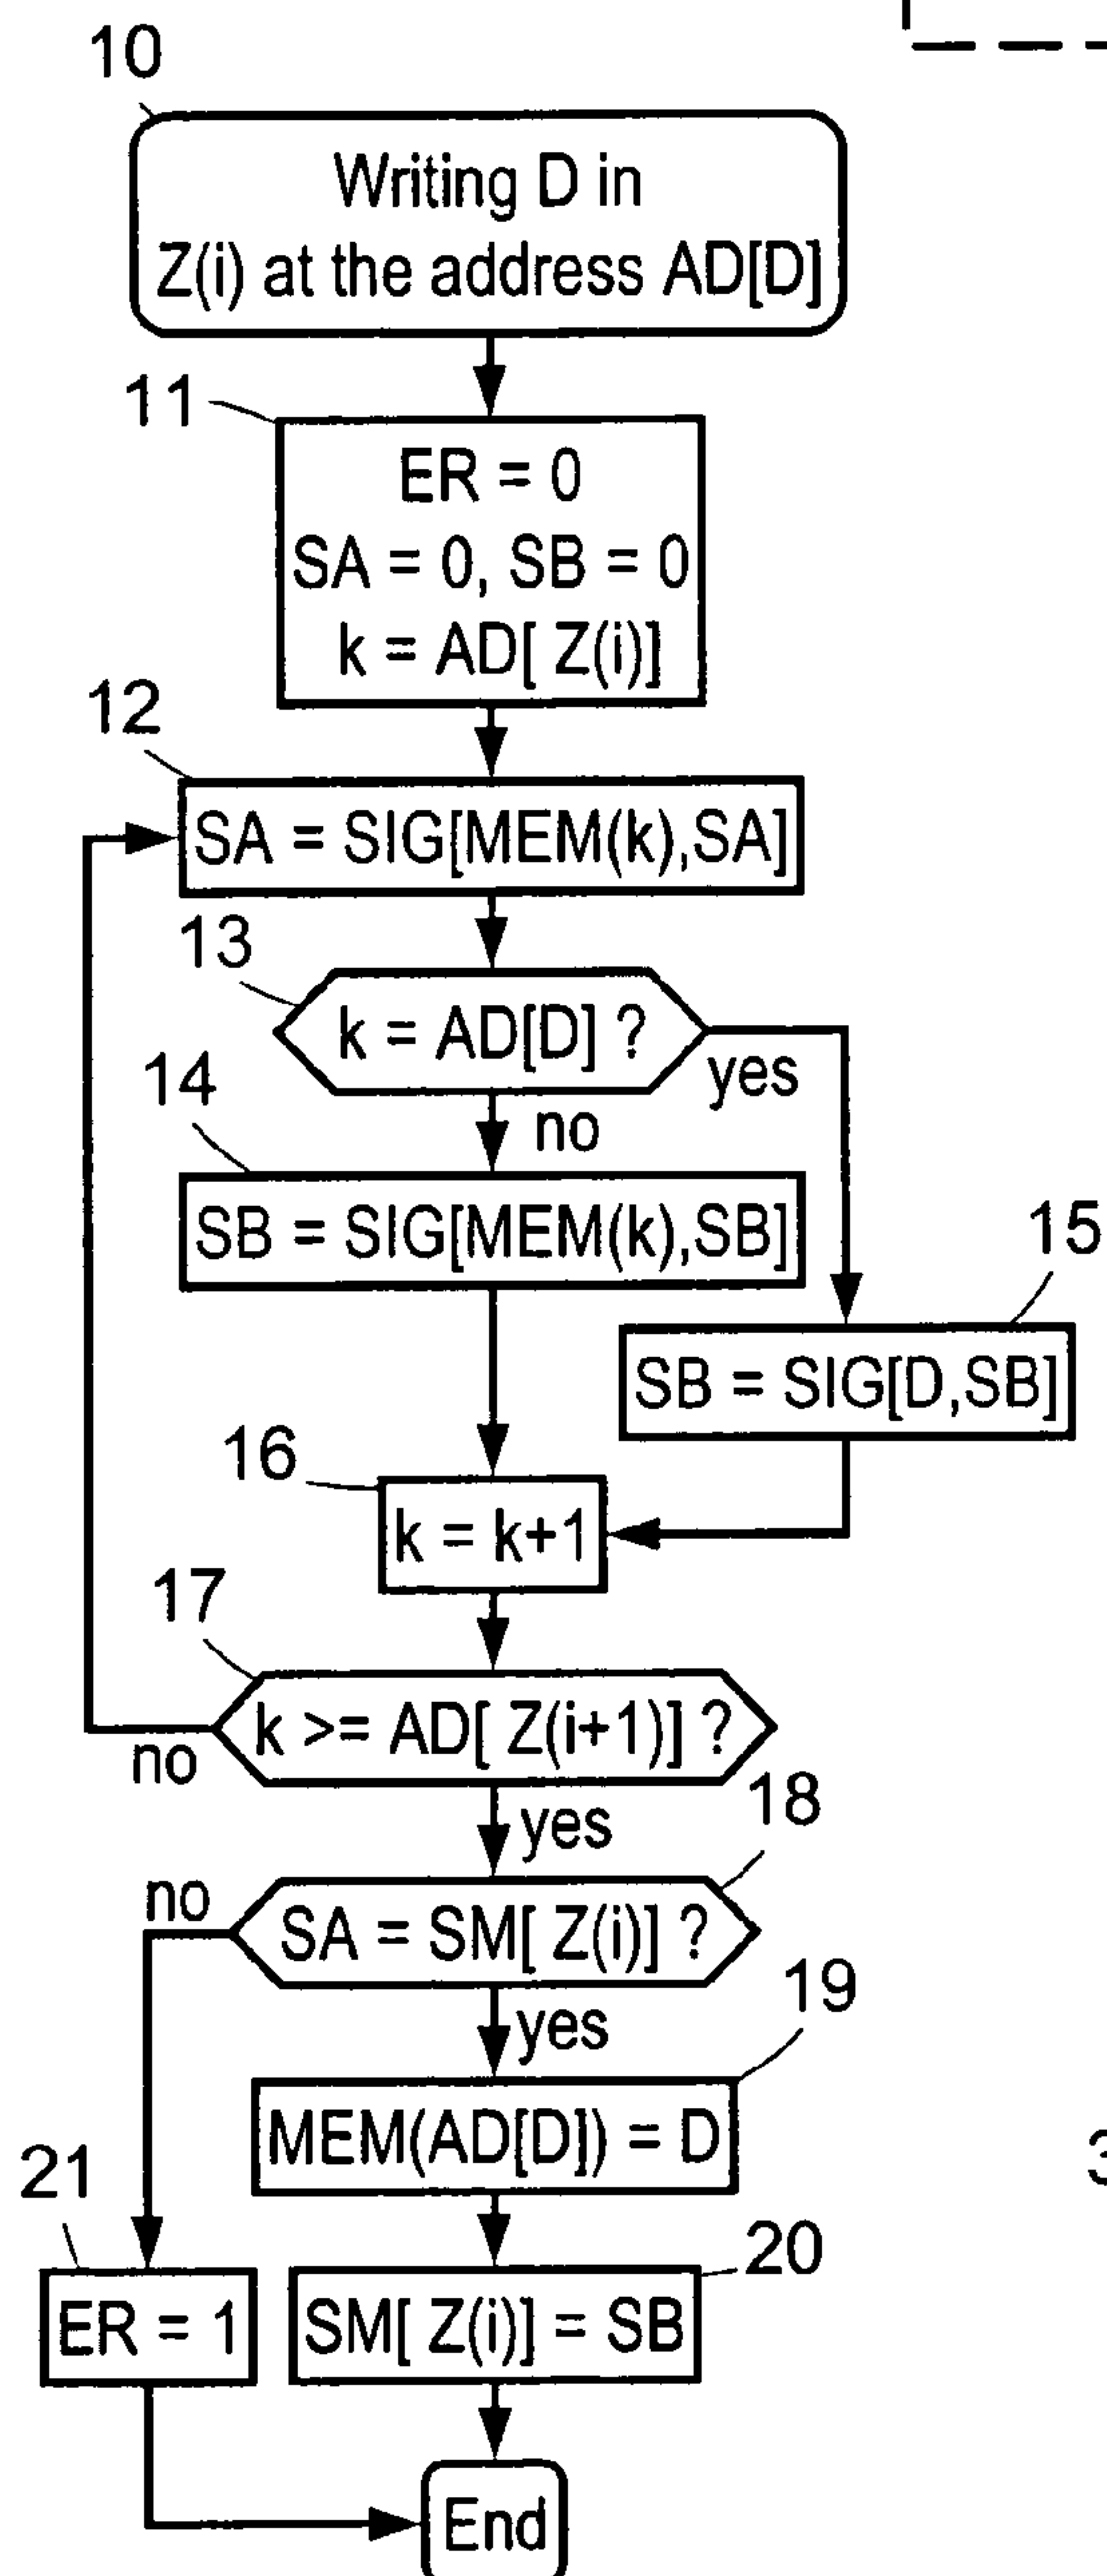 10
Writing D in
Z(i) at the address AD[D]
11
ER = 0
SA = 0, SB = 0
k = AD[ Z(i)]
12
SA = SIG[MEM(k),SA]
13
k = AD[D] ?
yes
14
no
SB = SIG[MEM(k),SB]
15
SB = SIG[D,SB]
16
k = k+1
17
k >= AD[ Z(i+1)] ?
no
yes
18
no
SA = SM[ Z(i)] ?
19
yes
MEM(AD[D]) = D
21
20
ER = 1
SM[ Z(i)] = SB
End